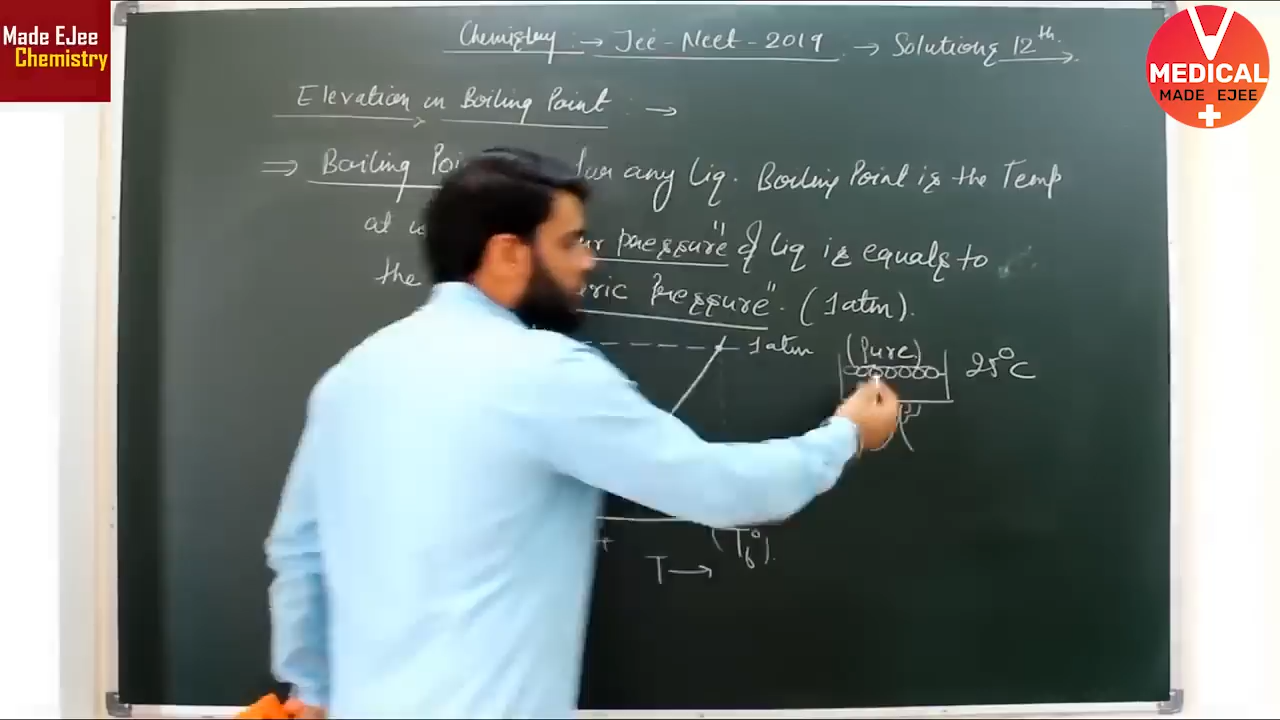 Made EJee
Chemistry
Chemistry :→ Jee - Neet - 2019 → Solutions 12th.
MEDICAL
MADE EJEE
Elevation in Boiling Point : →
⇒ Boiling Poi any Liq. Boiling Point is the Temp
at pressure" of Liq is equals to
the eric pressure". (1atm).
1atm (Pure) 25°C
(Tb°).
T→